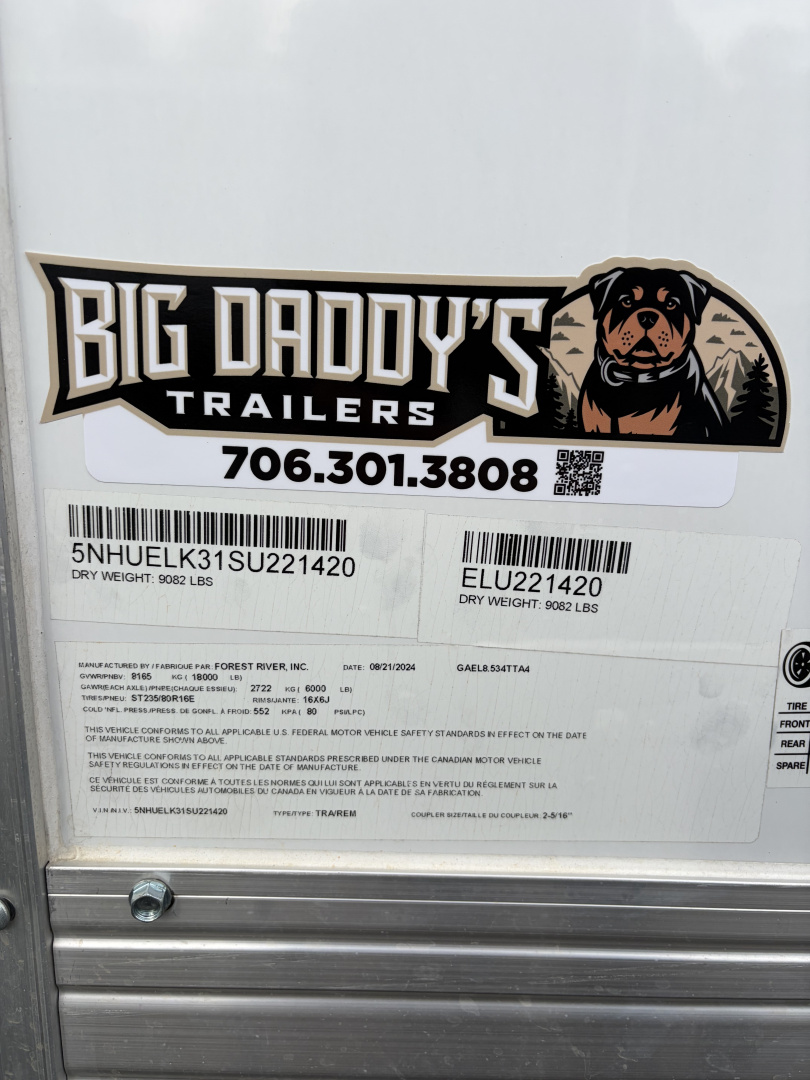 BIG DADDY'S
TRAILERS
706.301.3808
5NHUELK31SU221420
DRY WEIGHT: 9082 LBS
ELU221420
DRY WEIGHT: 9082 LBS
MANUFACTURED BY / FABRIQUE PAR: FOREST RIVER, INC. DATE: 08/21/2024 GAEL8.534TTA4
GVWR/PNBV: 8165 KG ( 18000 LB)
GAWR(EACH AXLE)/PNBE(CHAQUE ESSIEU): 2722 KG ( 6000 LB)
TIRES/PNEU: ST235/80R16E RIMS/JANTE: 16X6J
COLD INFL. PRESS./PRESS. DE GONFL. A FROID: 552 KPA ( 80 PSI/LPC)
THIS VEHICLE CONFORMS TO ALL APPLICABLE U.S. FEDERAL MOTOR VEHICLE SAFETY STANDARDS IN EFFECT ON THE DATE
OF MANUFACTURE SHOWN ABOVE.
THIS VEHICLE CONFORMS TO ALL APPLICABLE STANDARDS PRESCRIBED UNDER THE CANADIAN MOTOR VEHICLE
SAFETY REGULATIONS IN EFFECT ON THE DATE OF MANUFACTURE.
CE VÉHICULE EST CONFORME À TOUTES LES NORMES QUI LUI SONT APPLICABLES EN VERTU DU RÈGLEMENT SUR LA
SÉCURITÉ DES VÉHICULES AUTOMOBILES DU CANADA EN VIGUEUR À LA DATE DE SA FABRICATION.
V.I.N./N.I.V.: 5NHUELK31SU221420 TYPE/TYPE: TRA/REM COUPLER SIZE/TAILLE DU COUPLEUR: 2-5/16"
TIRE
FRONT
REAR
SPARE